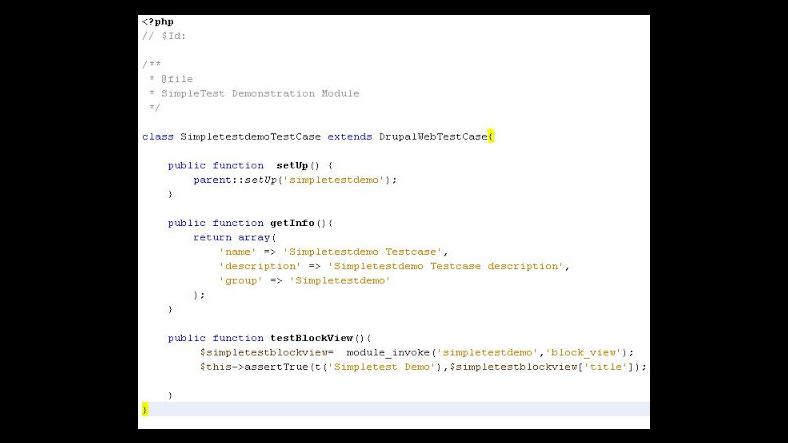 <?php
// $Id:
/**
 * @file
 * SimpleTest Demonstration Module
 */
class SimpletestdemoTestCase extends DrupalWebTestCase{
    public function  setUp() {
        parent::setUp('simpletestdemo');
    }
    public function getInfo(){
        return array(
            'name' => 'Simpletestdemo Testcase',
            'description' => 'Simpletestdemo Testcase description',
            'group' => 'Simpletestdemo'
        );
    }
    public function testBlockView(){
         $simpletestblockview=  module_invoke('simpletestdemo','block_view');
         $this->assertTrue(t('Simpletest Demo'),$simpletestblockview['title']);
    }
}